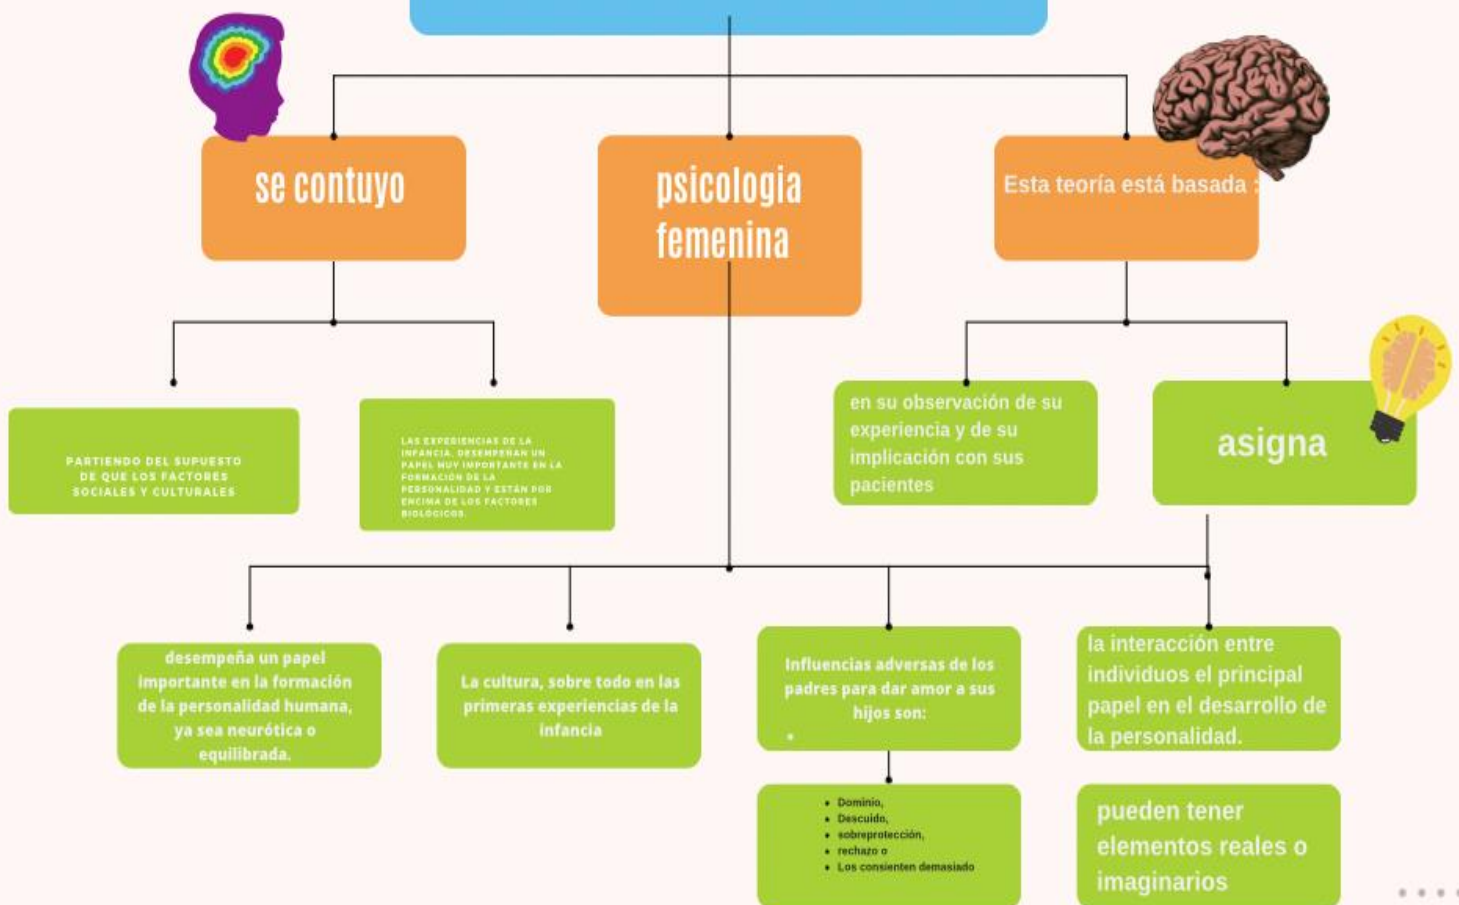 se contuyo
psicologia
femenina
Esta teoría está basada :
PARTIENDO DEL SUPUESTO
DE QUE LOS FACTORES
SOCIALES Y CULTURALES
LAS EXPERIENCIAS DE LA
INFANCIA. DESEMPEÑAN UN
PAPEL MUY IMPORTANTE EN LA
FORMACIÓN DE LA
PERSONALIDAD Y ESTÁN POR
ENCIMA DE LOS FACTORES
BIOLÓGICOS.
en su observación de su
experiencia y de su
implicación con sus
pacientes
asigna
desempeña un papel
importante en la formación
de la personalidad humana,
ya sea neurótica o
equilibrada.
La cultura, sobre todo en las
primeras experiencias de la
infancia
Influencias adversas de los
padres para dar amor a sus
hijos son:
•
la interacción entre
individuos el principal
papel en el desarrollo de
la personalidad.
• Dominio,
• Descuido,
• sobreprotección,
• rechazo o
• Los consienten demasiado
pueden tener
elementos reales o
imaginarios